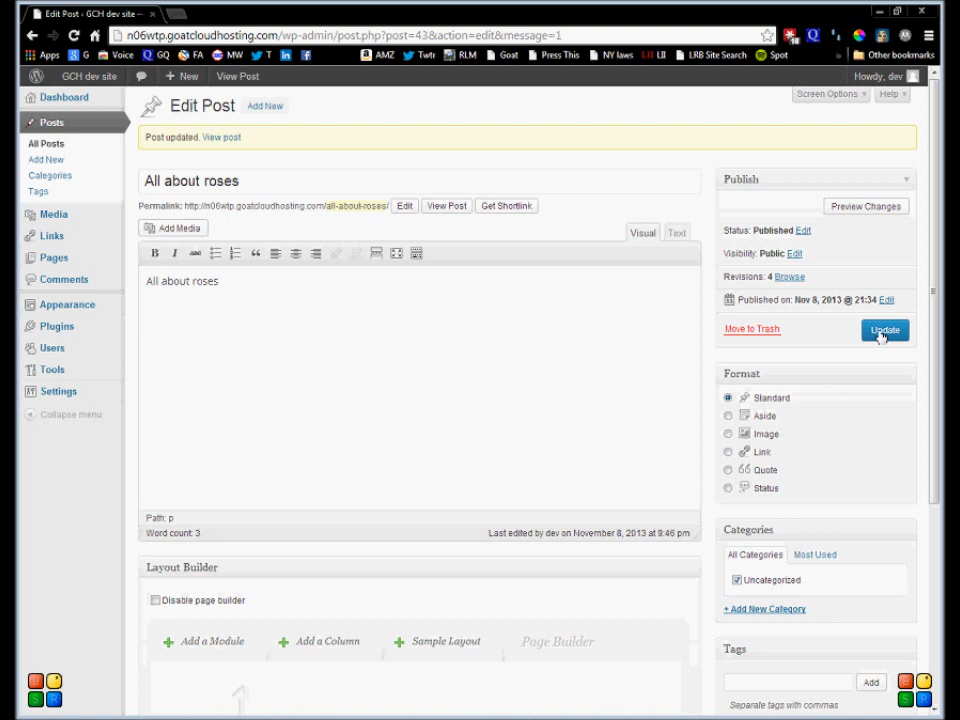 Edit Post ‹ GCH dev site —
n06wtp.goatcloudhosting.com/wp-admin/post.php?post=43&action=edit&message=1
Apps G Voice GQ FA MW T in AMZ Twtr RLM Goat Press This NY laws LII LRB Site Search Spot » Other bookmarks
GCH dev site + New View Post Howdy, dev
Screen Options Help
Dashboard
Posts
All Posts
Add New
Categories
Tags
Media
Links
Pages
Comments
Appearance
Plugins
Users
Tools
Settings
Collapse menu
Edit Post Add New
Post updated. View post
All about roses
Permalink: http://n06wtp.goatcloudhosting.com/all-about-roses/ Edit View Post Get Shortlink
Add Media
Visual Text
B I ABC
All about roses
Path: p
Word count: 3 Last edited by dev on November 8, 2013 at 9:46 pm
Layout Builder
Disable page builder
Add a Module Add a Column Sample Layout Page Builder
1
Publish
Preview Changes
Status: Published Edit
Visibility: Public Edit
Revisions: 4 Browse
Published on: Nov 8, 2013 @ 21:34 Edit
Move to Trash Update
Format
Standard
Aside
Image
Link
Quote
Status
Categories
All Categories Most Used
Uncategorized
+ Add New Category
Tags
Add
Separate tags with commas